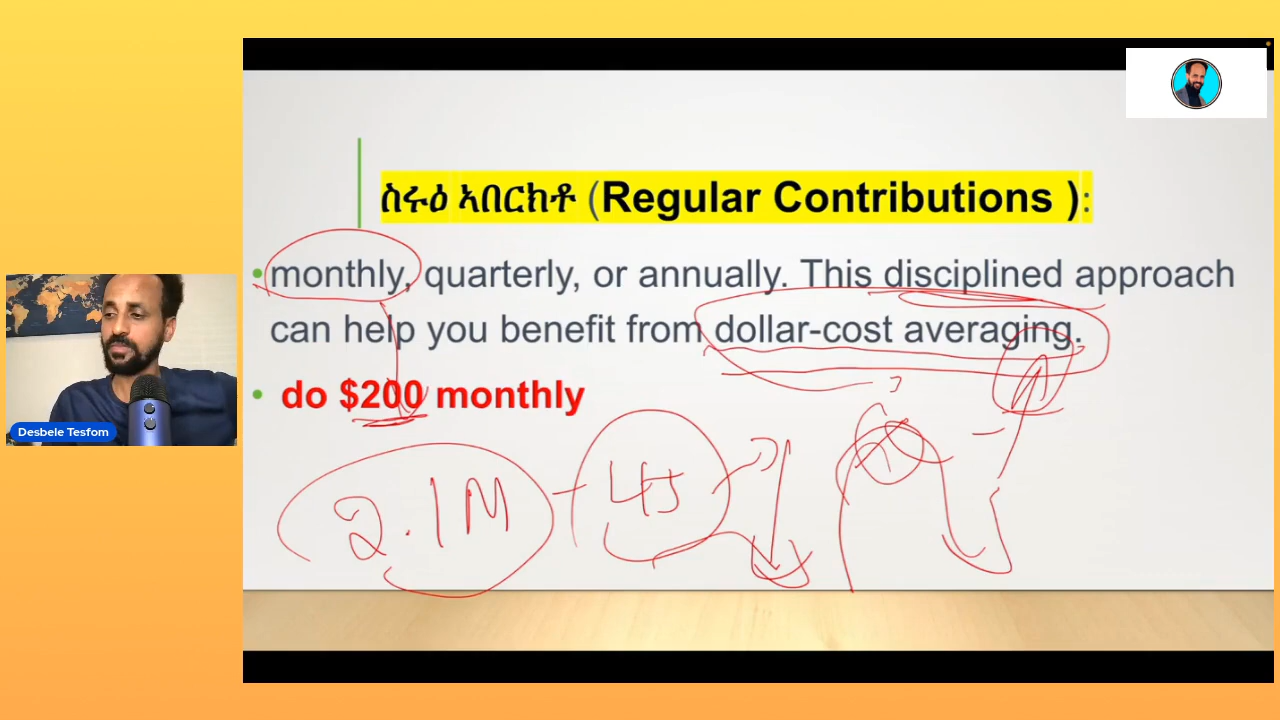 ስሩዕ ኣበርክቶ (Regular Contributions ):
• monthly, quarterly, or annually. This disciplined approach
can help you benefit from dollar-cost averaging.
• do $200 monthly
Desbele Tesfom
2.1M - 45